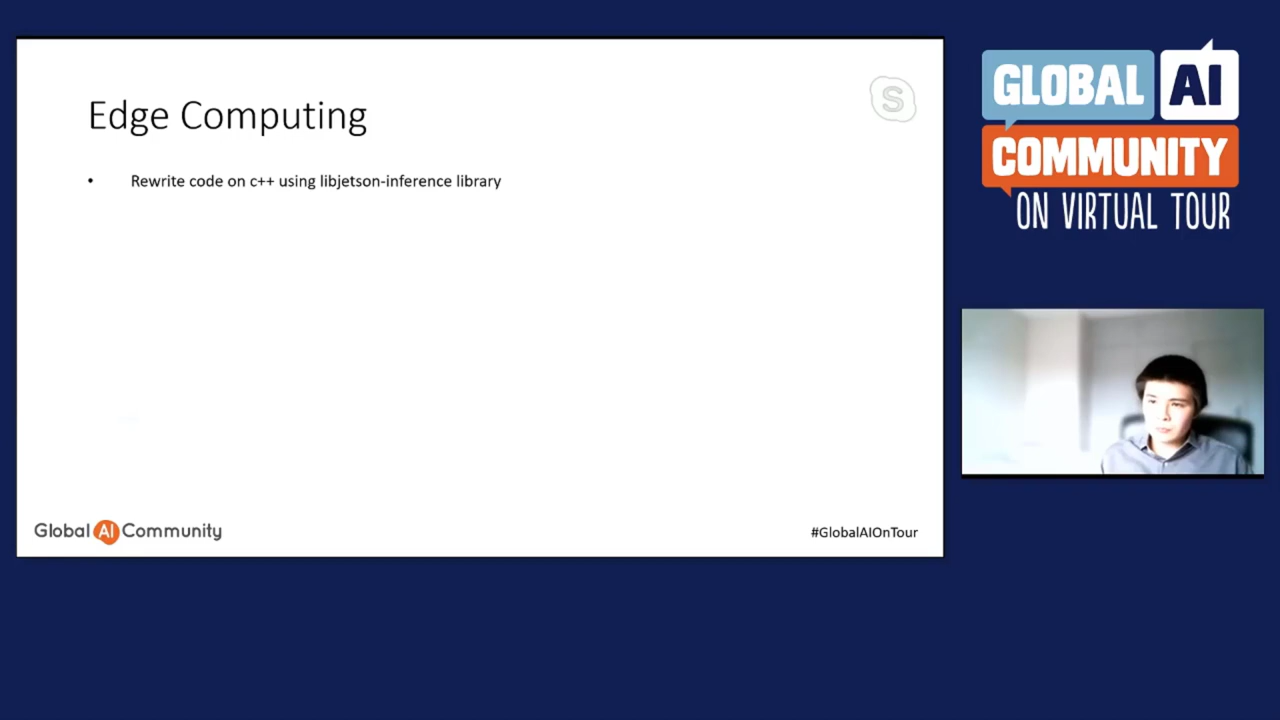 Edge Computing
• Rewrite code on c++ using libjetson-inference library
Global AI Community
#GlobalAIOnTour
S
GLOBAL AI
COMMUNITY
ON VIRTUAL TOUR